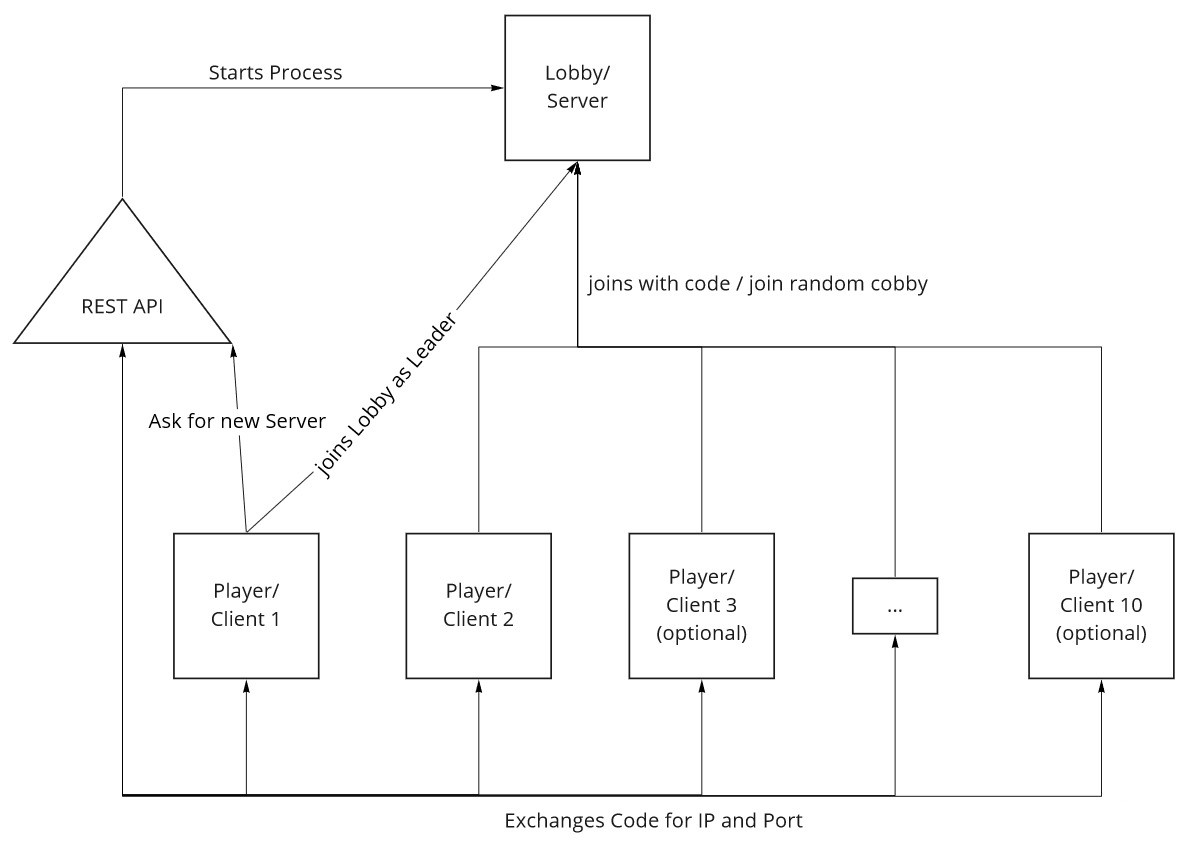 Lobby/
Server
Starts Process
REST API
joins with code / join random cobby
joins Lobby as Leader
Ask for new Server
Player/
Client 1
Player/
Client 2
Player/
Client 3
(optional)
...
Player/
Client 10
(optional)
Exchanges Code for IP and Port